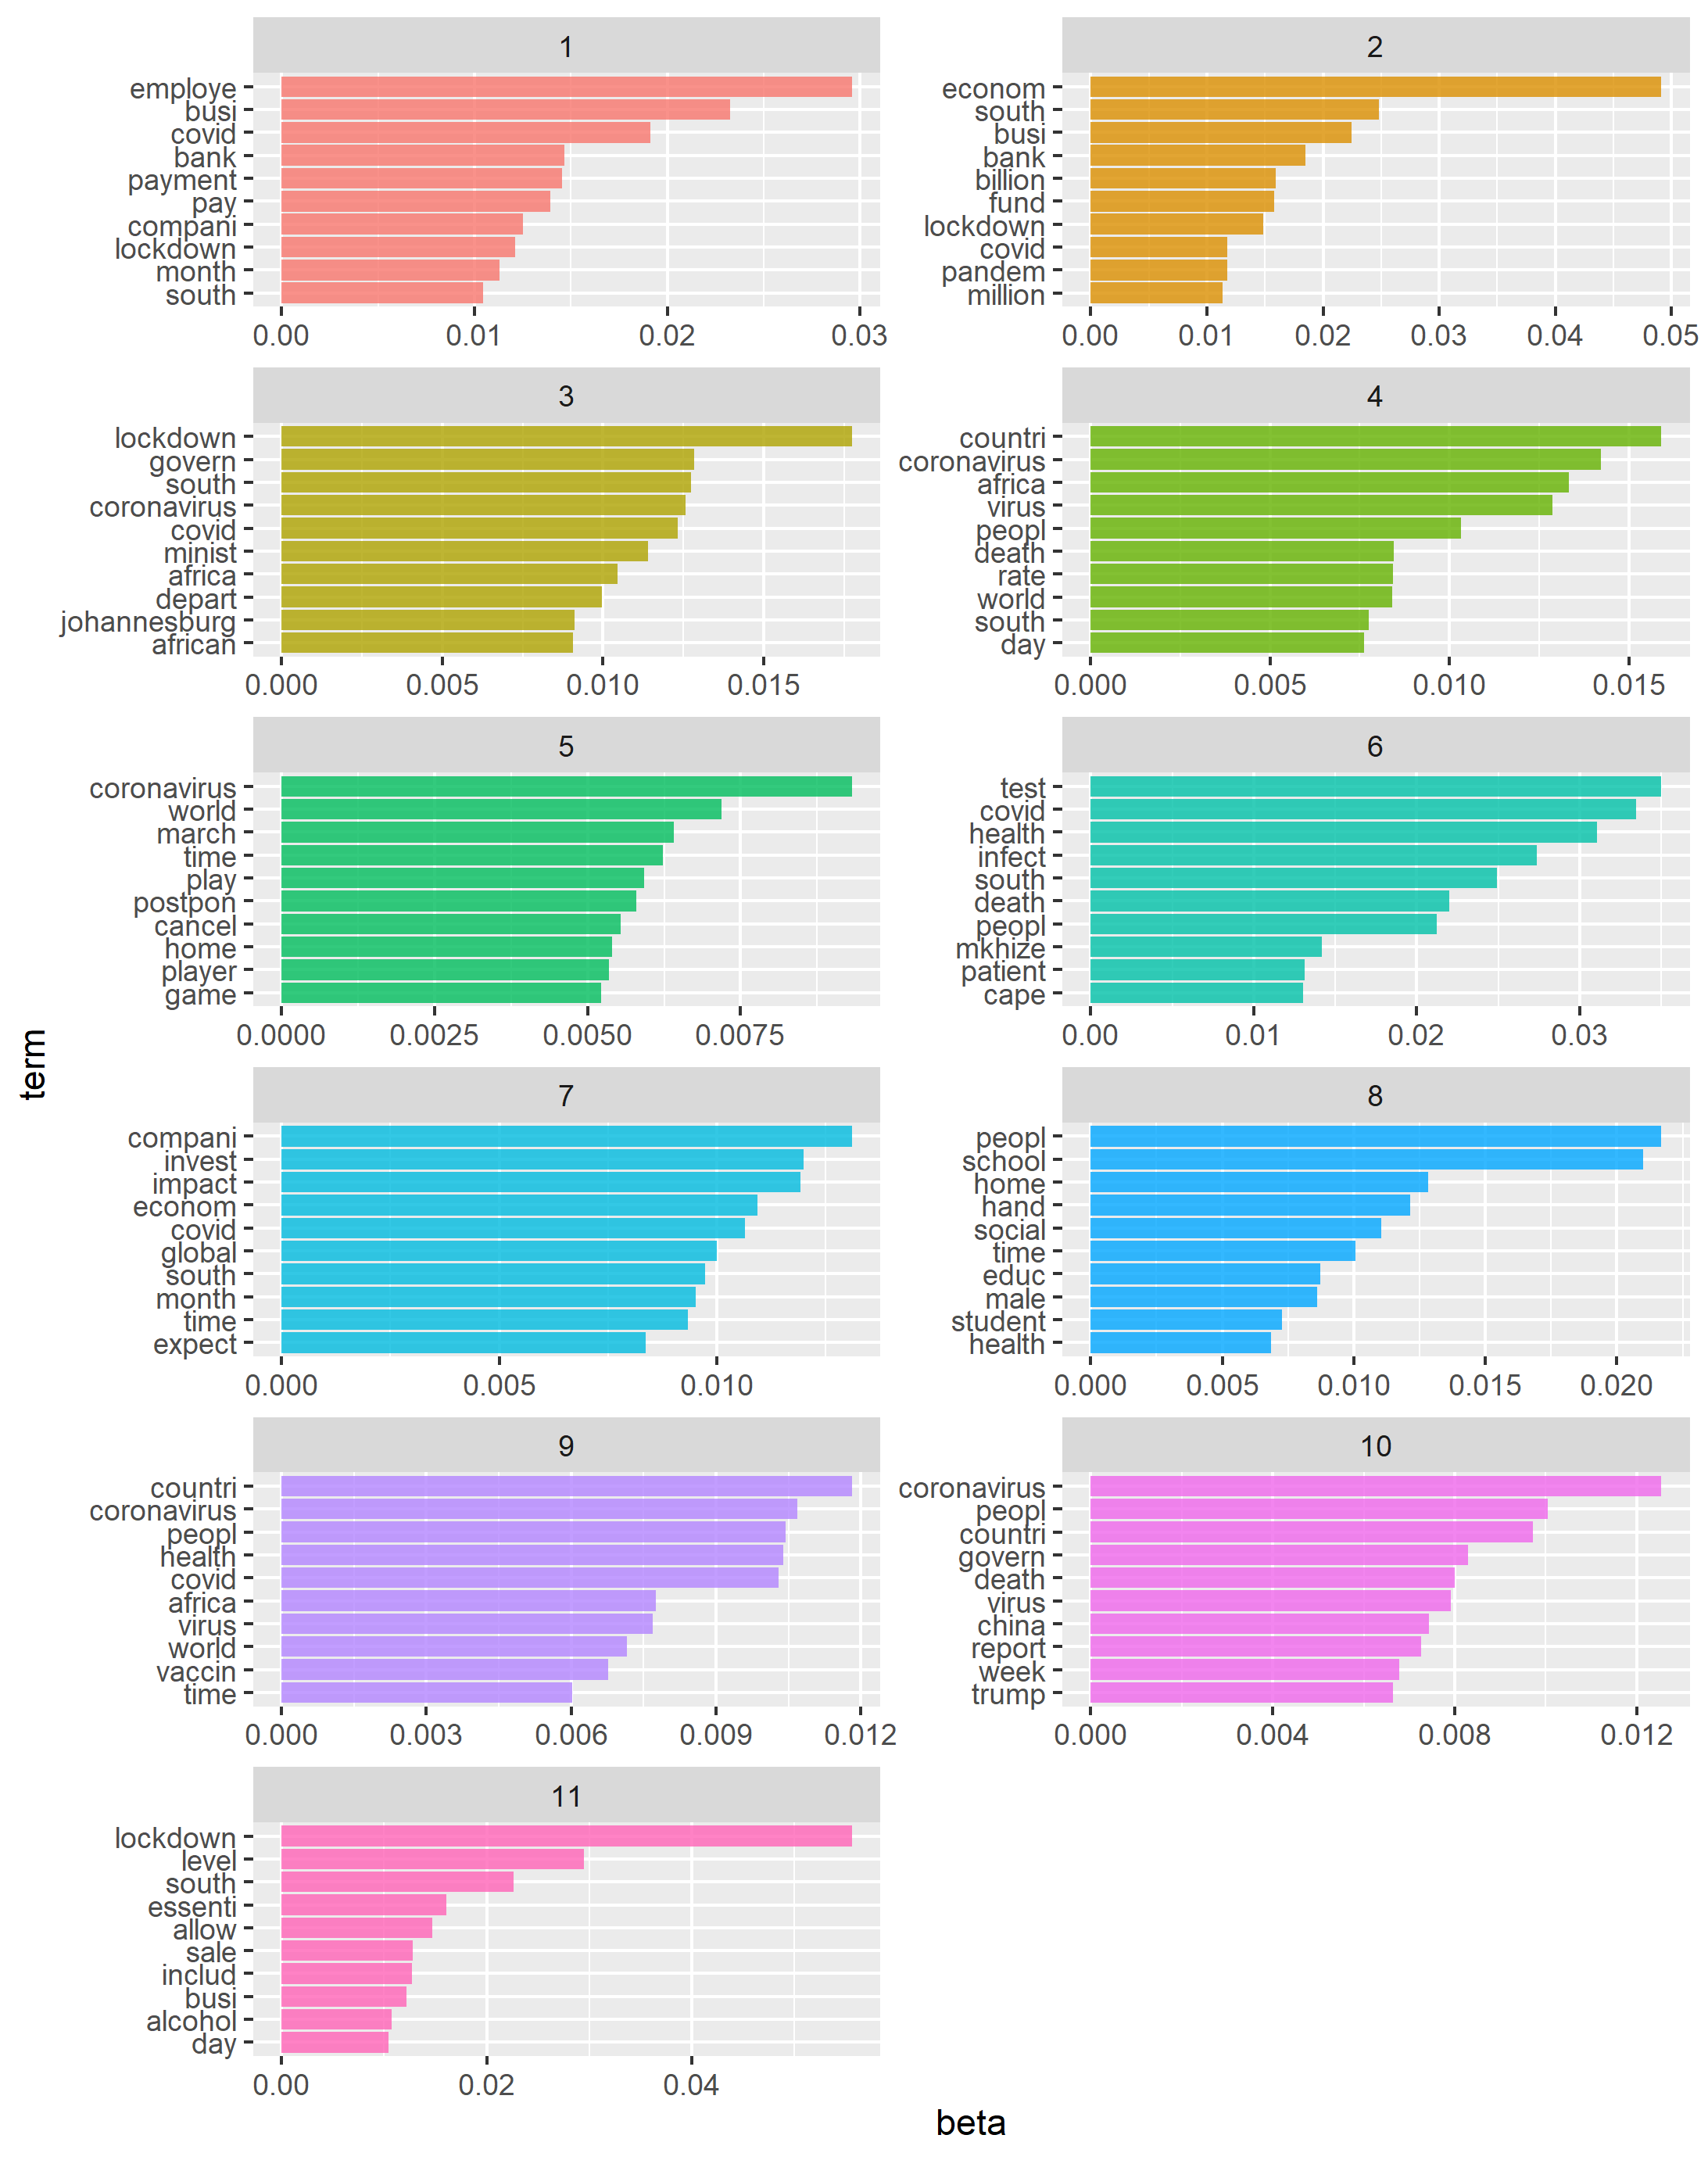 1
employe
busi
covid
bank
payment
pay
compani
lockdown
month
south
0.00 0.01 0.02 0.03
2
econom
south
busi
bank
billion
fund
lockdown
covid
pandem
million
0.00 0.01 0.02 0.03 0.04 0.05
3
lockdown
govern
south
coronavirus
covid
minist
africa
depart
johannesburg
african
0.000 0.005 0.010 0.015
4
countri
coronavirus
africa
virus
peopl
death
rate
world
south
day
0.000 0.005 0.010 0.015
5
coronavirus
world
march
time
play
postpon
cancel
home
player
game
0.0000 0.0025 0.0050 0.0075
6
test
covid
health
infect
south
death
peopl
mkhize
patient
cape
0.00 0.01 0.02 0.03
term
7
compani
invest
impact
econom
covid
global
south
month
time
expect
0.000 0.005 0.010
8
peopl
school
home
hand
social
time
educ
male
student
health
0.000 0.005 0.010 0.015 0.020
9
countri
coronavirus
peopl
health
covid
africa
virus
world
vaccin
time
0.000 0.003 0.006 0.009 0.012
10
coronavirus
peopl
countri
govern
death
virus
china
report
week
trump
0.000 0.004 0.008 0.012
11
lockdown
level
south
essenti
allow
sale
includ
busi
alcohol
day
0.00 0.02 0.04
beta